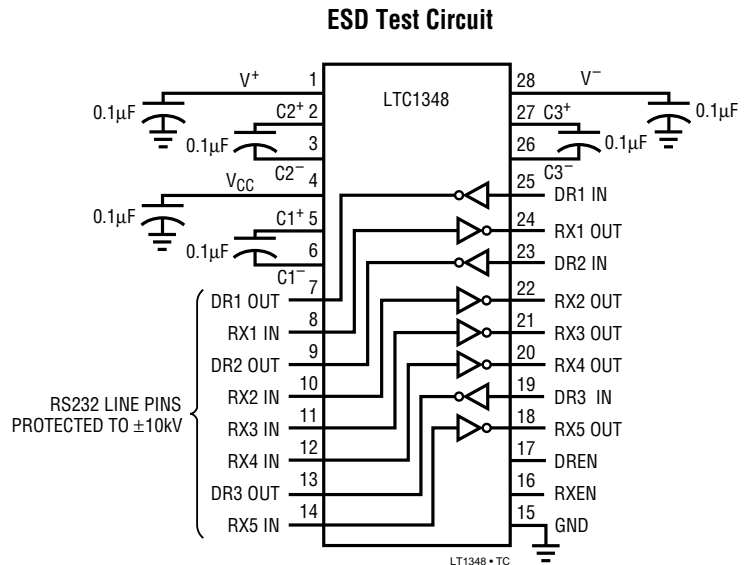 ESD Test Circuit
V+ 1 28 V−
LTC1348
0.1µF 0.1µF
C2+ 2 27 C3+
0.1µF 3 26 0.1µF
C2− C3−
VCC 4 25 DR1 IN
0.1µF
C1+ 5 24 RX1 OUT
0.1µF 6 23 DR2 IN
C1−
DR1 OUT 7 22 RX2 OUT
RX1 IN 8 21 RX3 OUT
DR2 OUT 9 20 RX4 OUT
RX2 IN 10 19 DR3 IN
RS232 LINE PINS
PROTECTED TO ±10kV
RX3 IN 11 18 RX5 OUT
RX4 IN 12 17 DREN
DR3 OUT 13 16 RXEN
RX5 IN 14 15 GND
LT1348 • TC